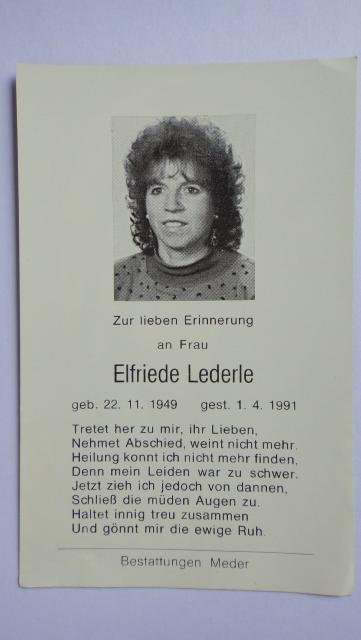 Zur lieben Erinnerung
an Frau
Elfriede Lederle
geb. 22. 11. 1949 gest. 1. 4. 1991
Tretet her zu mir, ihr Lieben,
Nehmet Abschied, weint nicht mehr.
Heilung konnt ich nicht mehr finden,
Denn mein Leiden war zu schwer.
Jetzt zieh ich jedoch von dannen,
Schließ die müden Augen zu.
Haltet innig treu zusammen
Und gönnt mir die ewige Ruh.
Bestattungen Meder